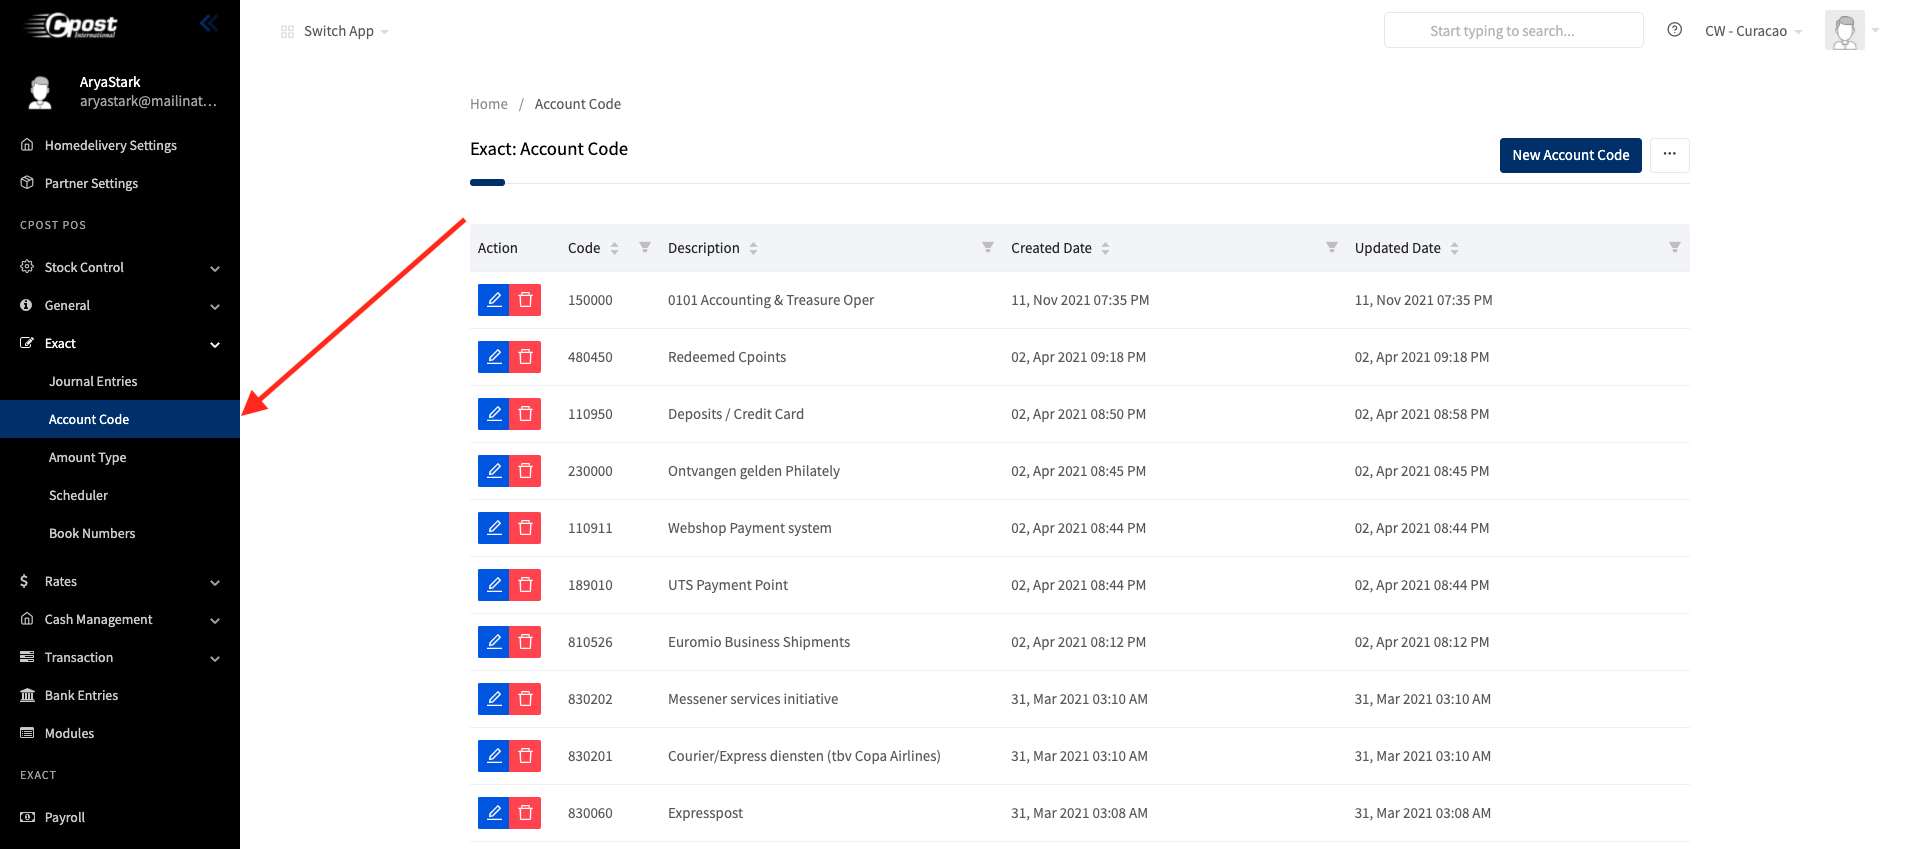 Cpost
International
AryaStark
aryastark@mailinat...
Homedelivery Settings
Partner Settings
CPOST POS
Stock Control
General
Exact
Journal Entries
Account Code
Amount Type
Scheduler
Book Numbers
Rates
Cash Management
Transaction
Bank Entries
Modules
EXACT
Payroll
Switch App
Start typing to search...
CW - Curacao
Home / Account Code
Exact: Account Code
New Account Code
Action Code Description Created Date Updated Date
150000 0101 Accounting & Treasure Oper 11, Nov 2021 07:35 PM 11, Nov 2021 07:35 PM
480450 Redeemed Cpoints 02, Apr 2021 09:18 PM 02, Apr 2021 09:18 PM
110950 Deposits / Credit Card 02, Apr 2021 08:50 PM 02, Apr 2021 08:58 PM
230000 Ontvangen gelden Philately 02, Apr 2021 08:45 PM 02, Apr 2021 08:45 PM
110911 Webshop Payment system 02, Apr 2021 08:44 PM 02, Apr 2021 08:44 PM
189010 UTS Payment Point 02, Apr 2021 08:44 PM 02, Apr 2021 08:44 PM
810526 Euromio Business Shipments 02, Apr 2021 08:12 PM 02, Apr 2021 08:12 PM
830202 Messener services initiative 31, Mar 2021 03:10 AM 31, Mar 2021 03:10 AM
830201 Courier/Express diensten (tbv Copa Airlines) 31, Mar 2021 03:10 AM 31, Mar 2021 03:10 AM
830060 Expresspost 31, Mar 2021 03:08 AM 31, Mar 2021 03:08 AM